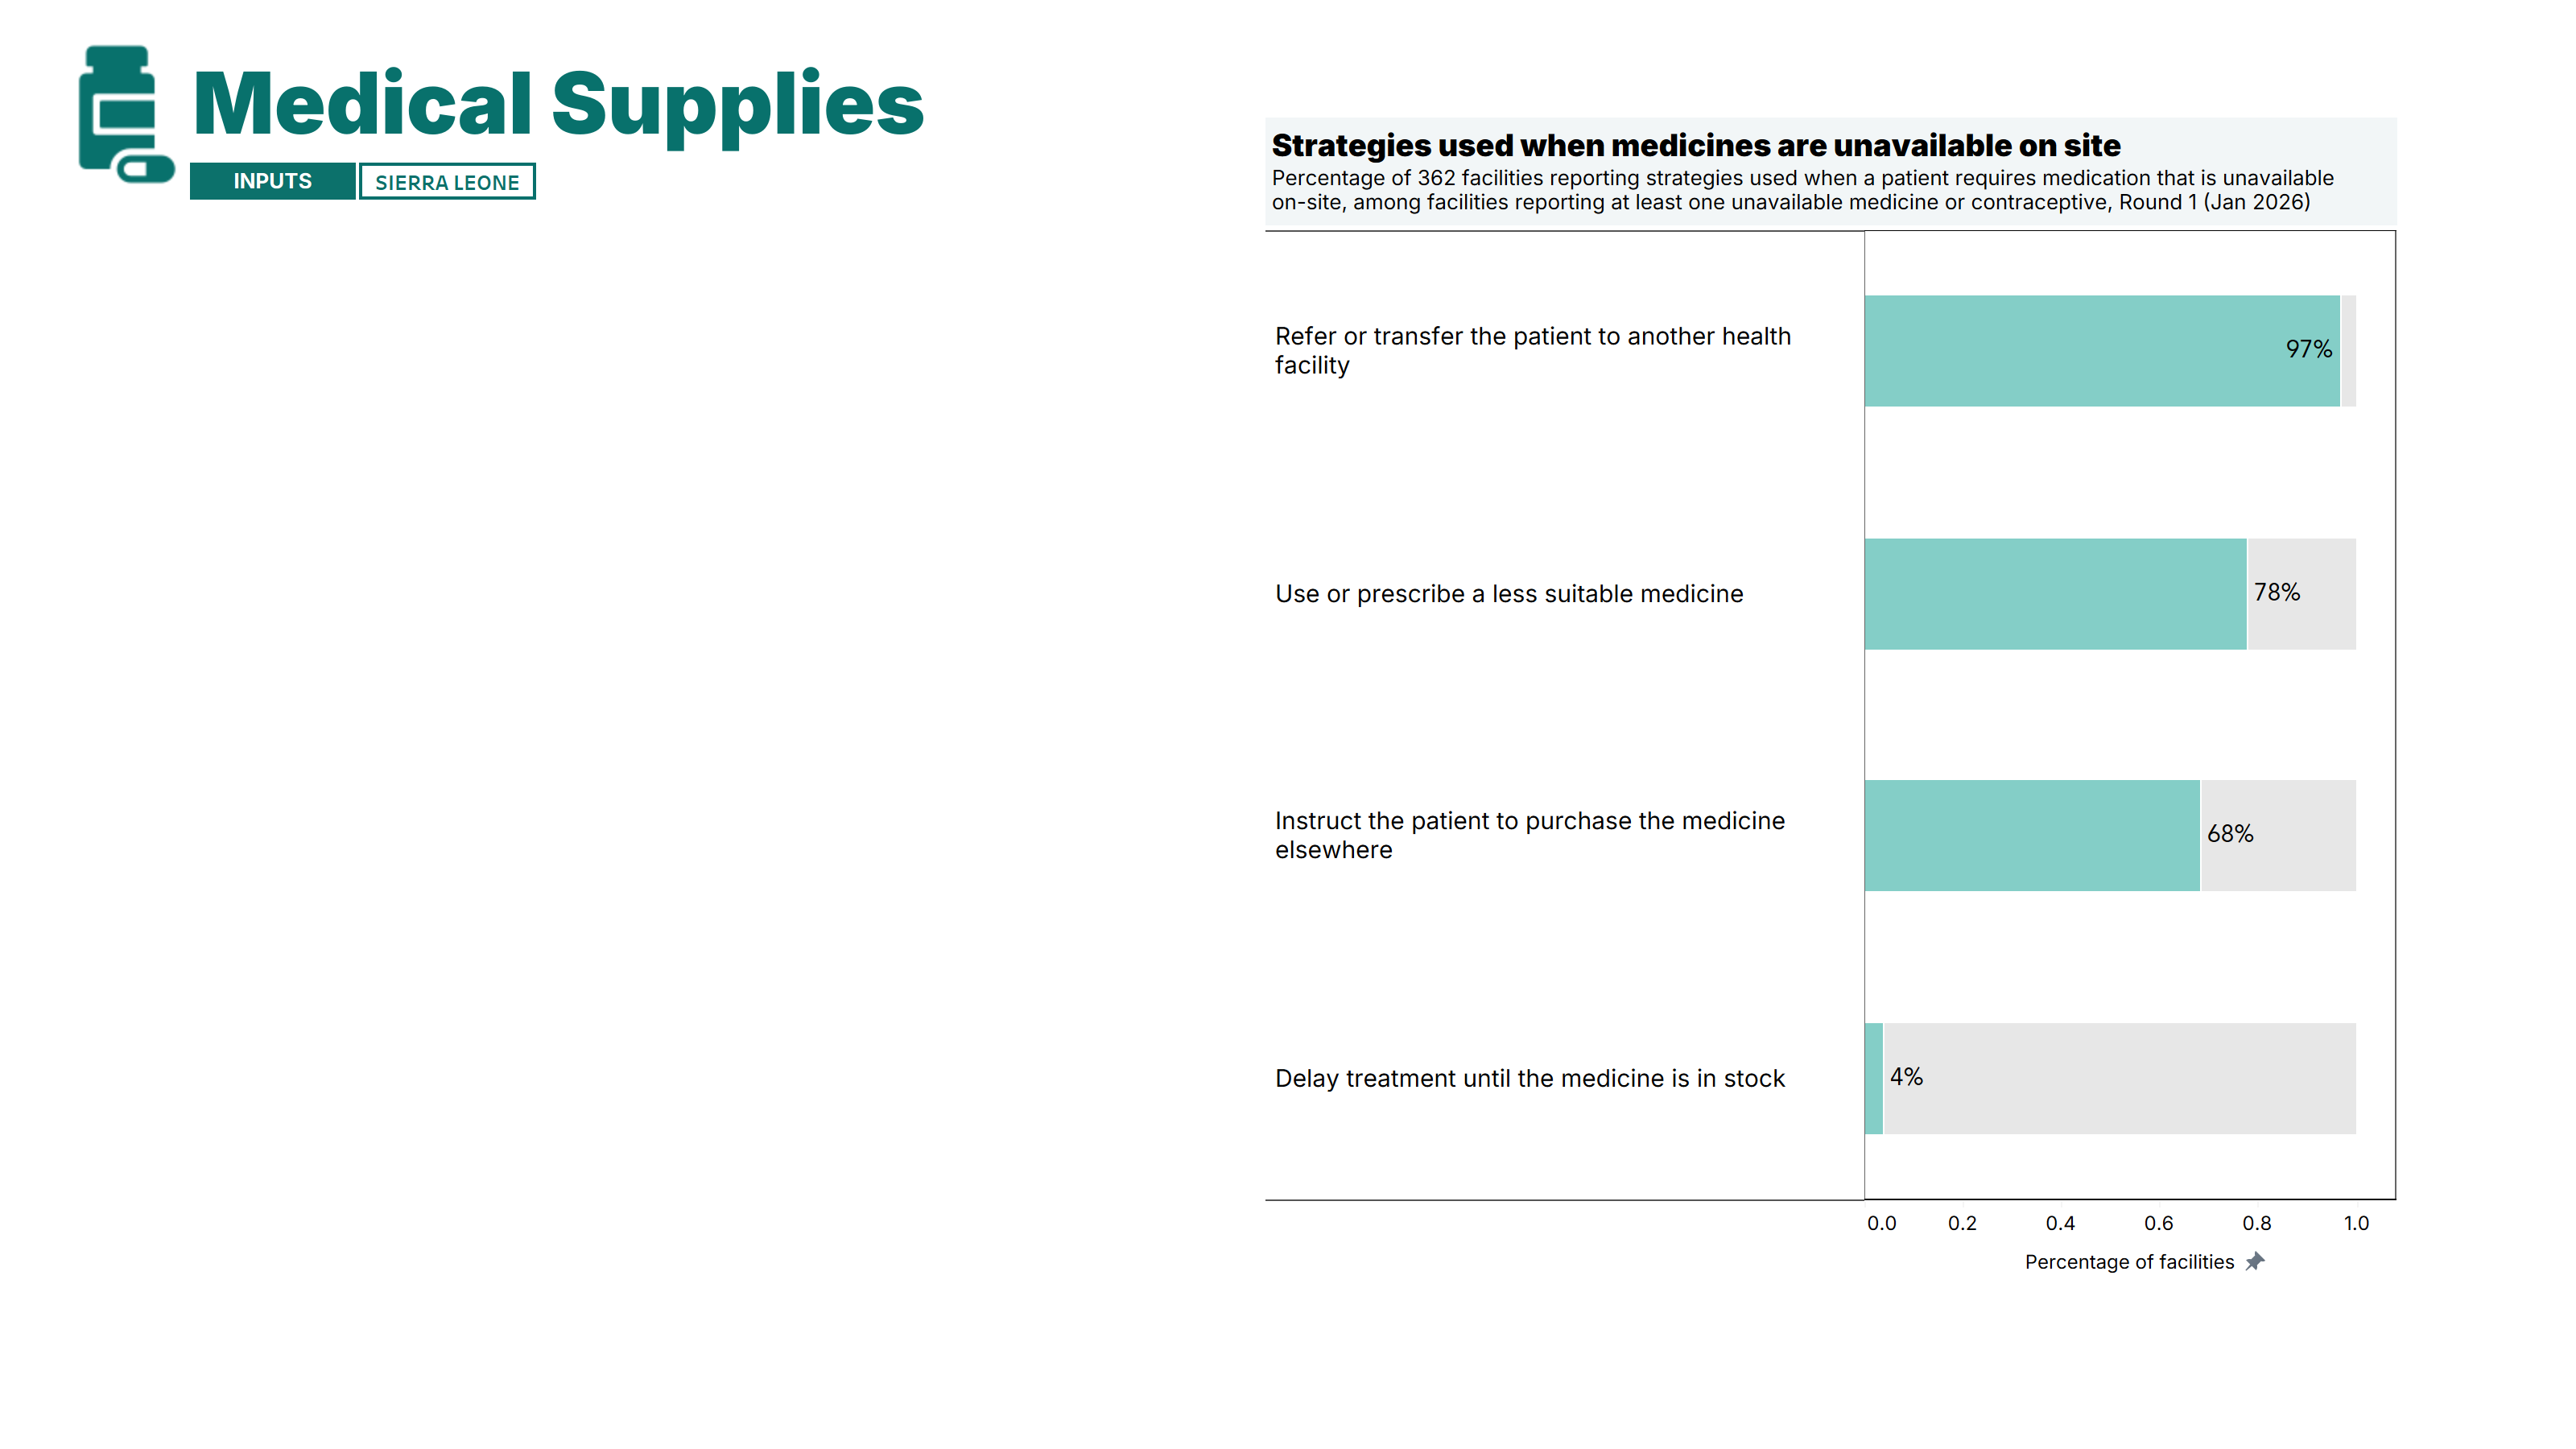 Medical Supplies
INPUTS
SIERRA LEONE
Strategies used when medicines are unavailable on site
Percentage of 362 facilities reporting strategies used when a patient requires medication that is unavailable
on-site, among facilities reporting at least one unavailable medicine or contraceptive, Round 1 (Jan 2026)
Refer or transfer the patient to another health
facility
97%
Use or prescribe a less suitable medicine
78%
Instruct the patient to purchase the medicine
elsewhere
68%
Delay treatment until the medicine is in stock
4%
0.0 0.2 0.4 0.6 0.8 1.0
Percentage of facilities